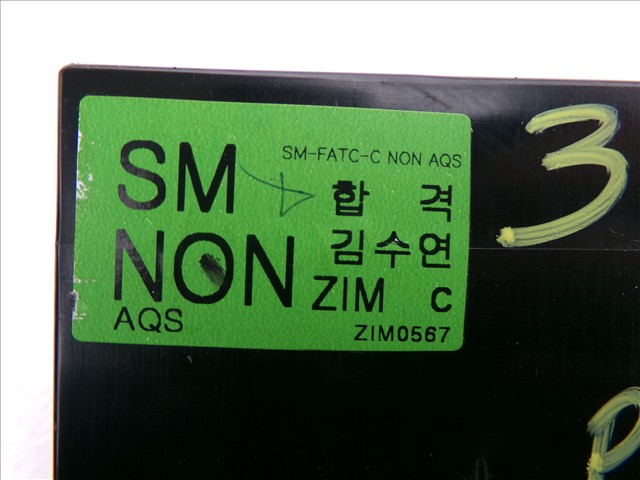 SM-FATC-C NON AQS
SM 합 격
NON 김수연
ZIM C
AQS
ZIM0567
3